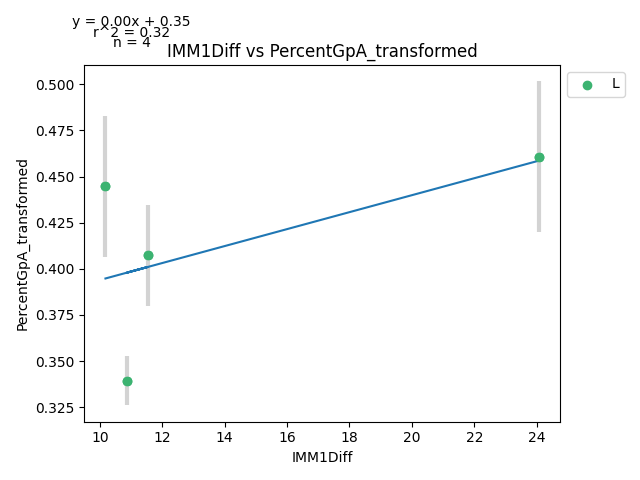 y = 0.00x + 0.35
r^2 = 0.32
n = 4
IMM1Diff vs PercentGpA_transformed
L
0.500
0.475
0.450
0.425
0.400
0.375
0.350
0.325
PercentGpA_transformed
10 12 14 16 18 20 22 24
IMM1Diff